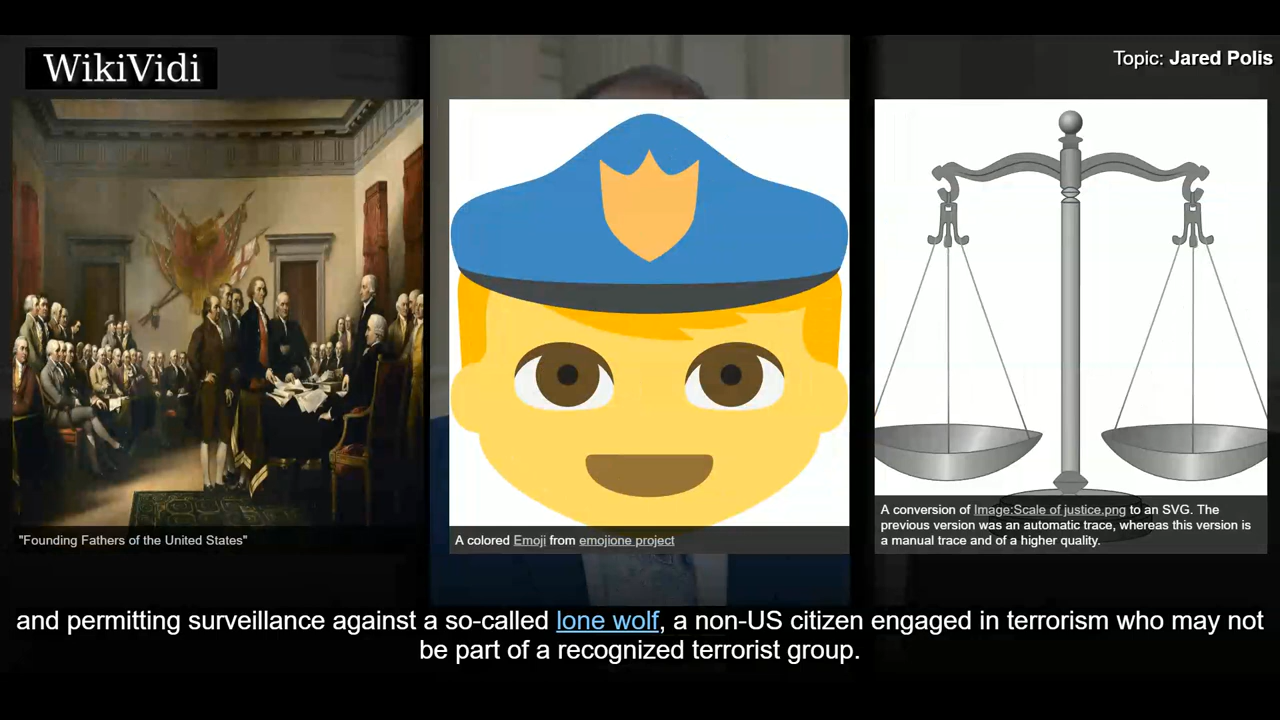 WikiVidi
Topic: Jared Polis
"Founding Fathers of the United States"
A colored Emoji from emojione project
A conversion of Image:Scale of justice.png to an SVG. The
previous version was an automatic trace, whereas this version is
a manual trace and of a higher quality.
and permitting surveillance against a so-called lone wolf, a non-US citizen engaged in terrorism who may not
be part of a recognized terrorist group.